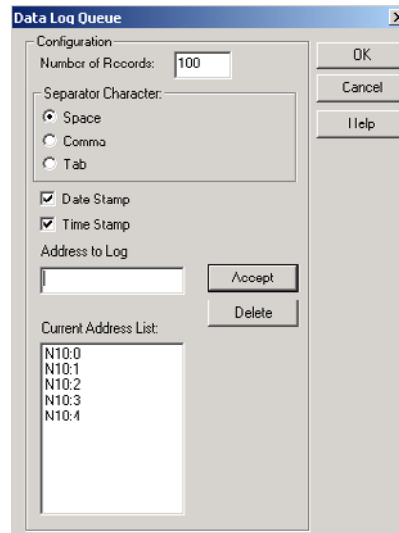 Data Log Queue
Configuration
Number of Records: 100
OK
Cancel
Help
Separator Character:
Space
Comma
Tab
Date Stamp
Time Stamp
Address to Log
Accept
Delete
Current Address List:
N10:0
N10:1
N10:2
N10:3
N10:4